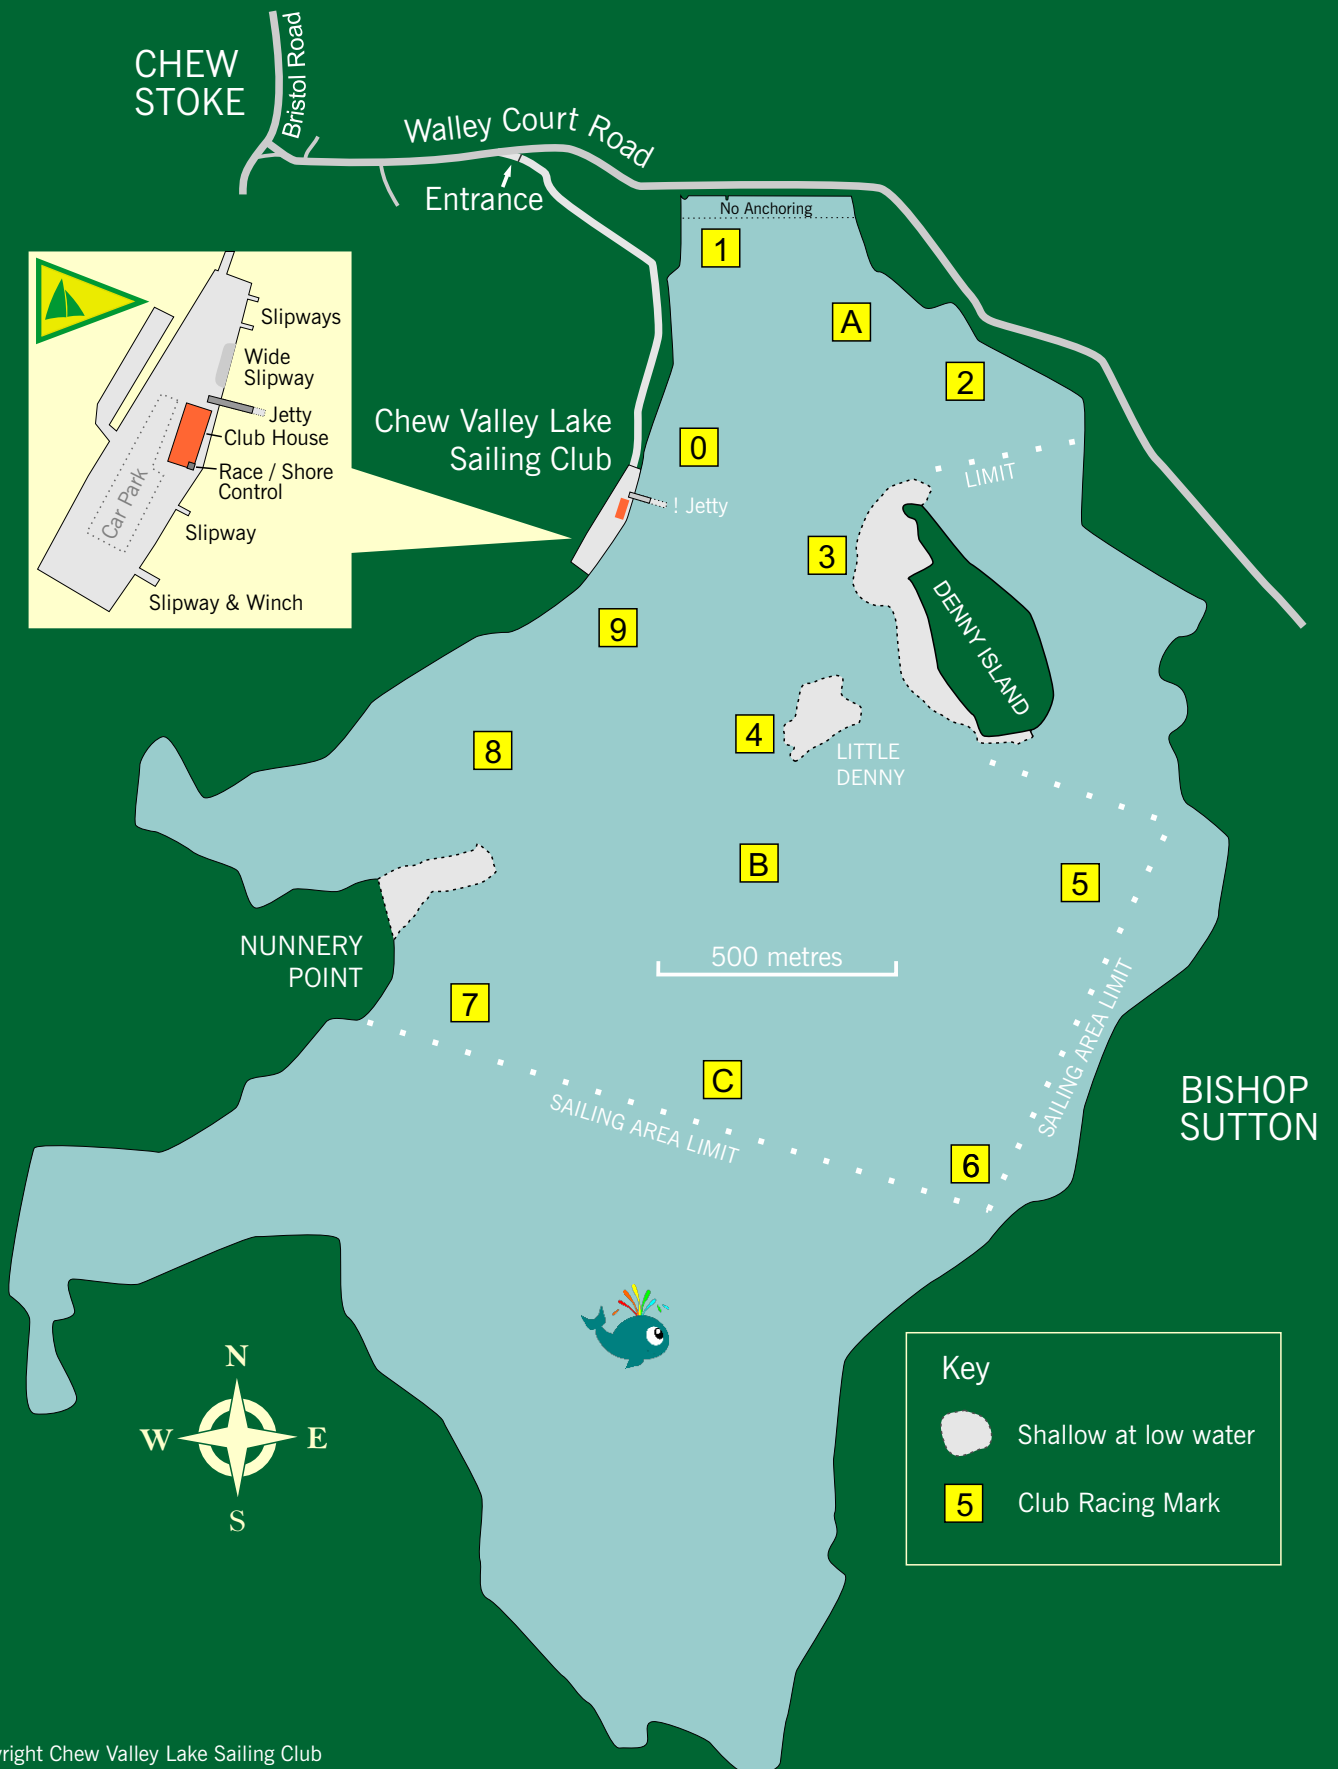 CHEW
STOKE
Bristol Road
Walley Court Road
Entrance
No Anchoring
1
A
2
Slipways
Wide
Slipway
Jetty
Club House
Race / Shore
Control
Car Park
Slipway
Slipway & Winch
Chew Valley Lake
Sailing Club
0
LIMIT
! Jetty
3
DENNY ISLAND
9
4
8
LITTLE
DENNY
B
5
NUNNERY
POINT
500 metres
7
SAILING AREA LIMIT
C
SAILING AREA LIMIT
BISHOP
SUTTON
6
N
W
E
S
Key
Shallow at low water
5
Club Racing Mark
right Chew Valley Lake Sailing Club